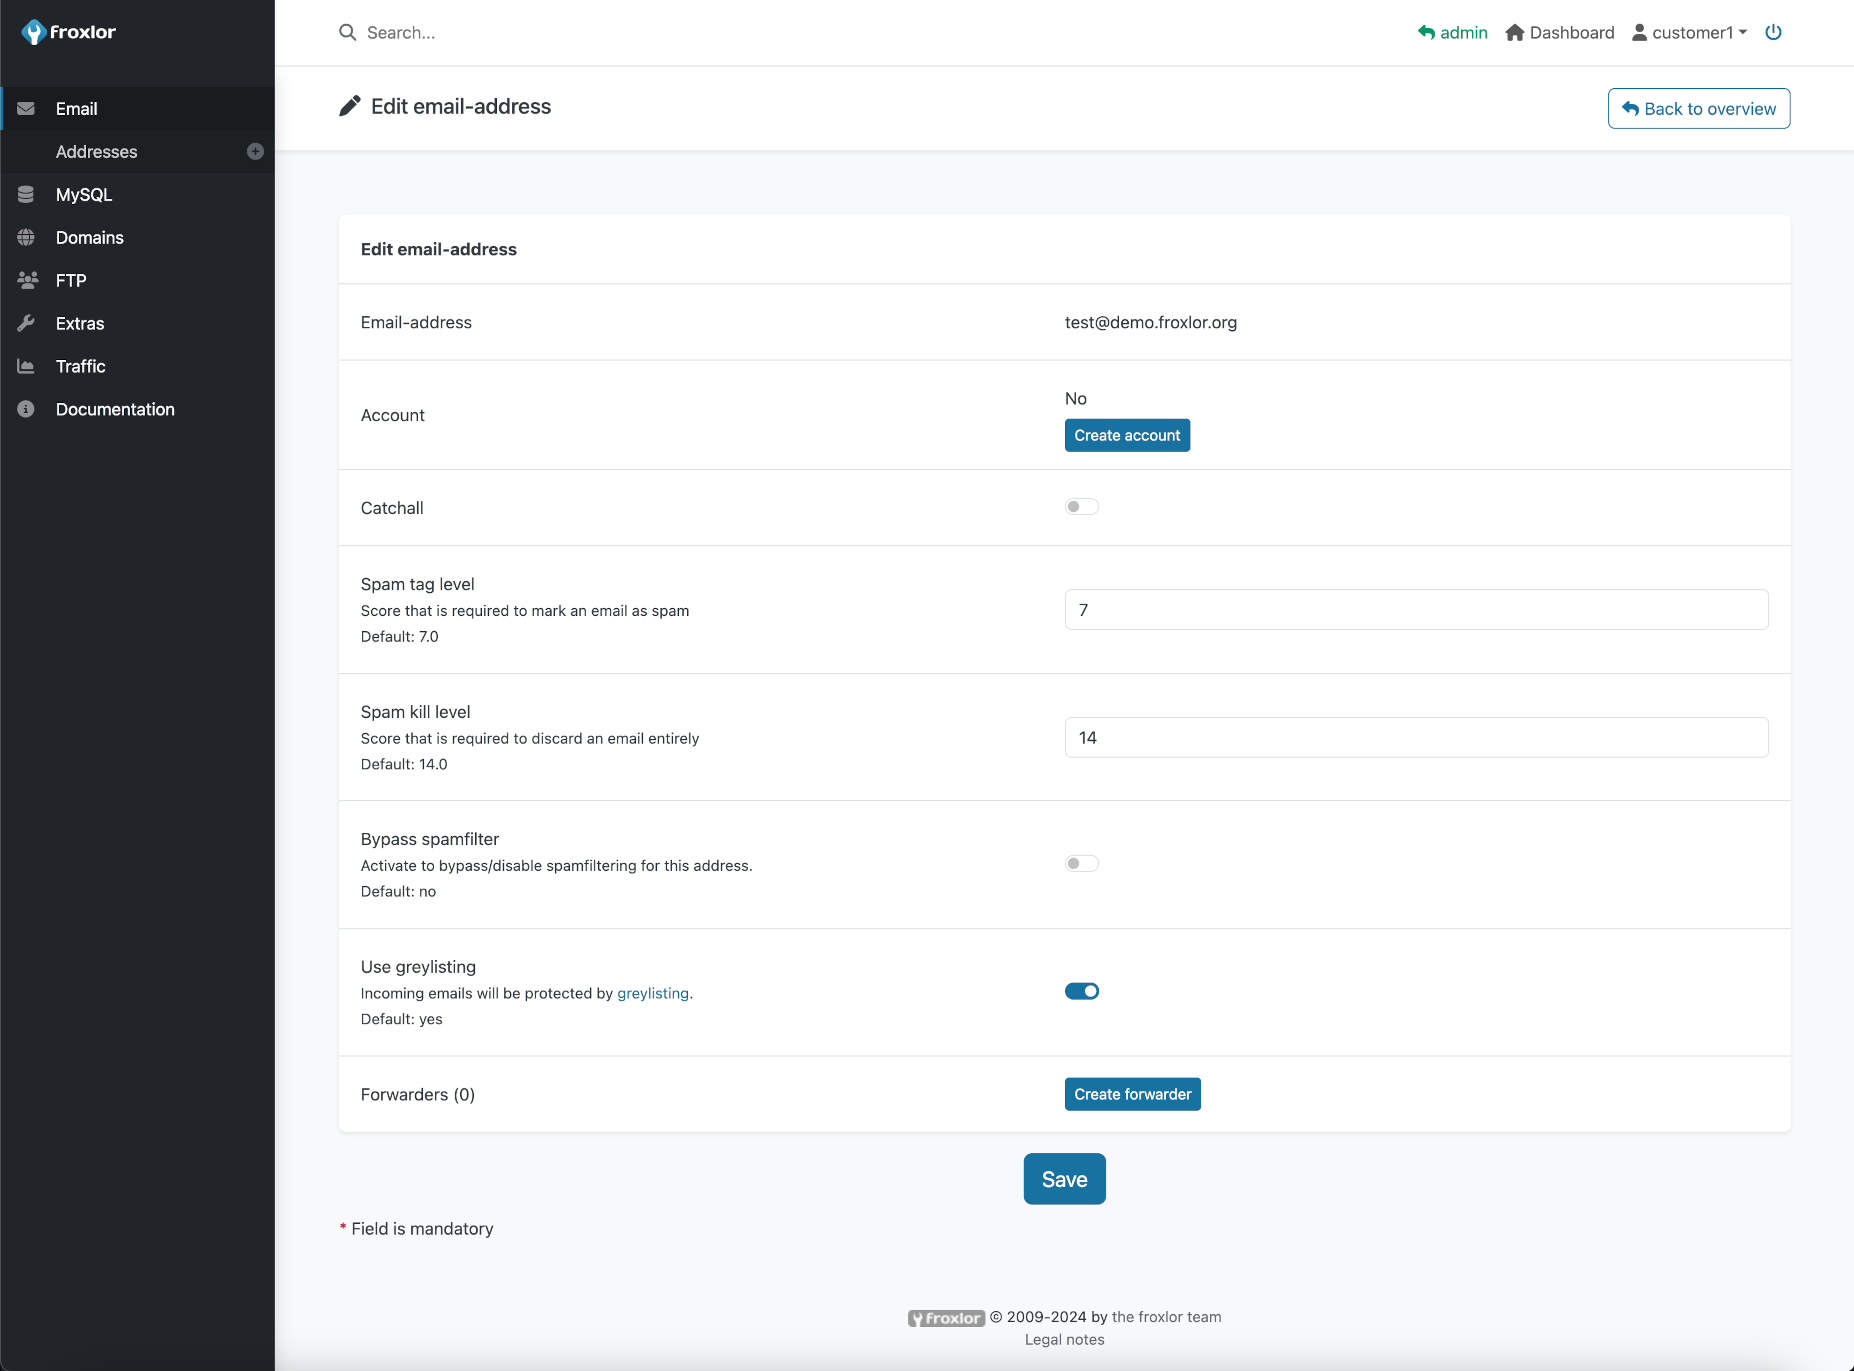 froxlor
Search...
admin
Dashboard
customer1
Email
Addresses
MySQL
Domains
FTP
Extras
Traffic
Documentation
Edit email-address
Back to overview
Edit email-address
Email-address
test@demo.froxlor.org
Account
No
Create account
Catchall
Spam tag level
Score that is required to mark an email as spam
Default: 7.0
7
Spam kill level
Score that is required to discard an email entirely
Default: 14.0
14
Bypass spamfilter
Activate to bypass/disable spamfiltering for this address.
Default: no
Use greylisting
Incoming emails will be protected by greylisting.
Default: yes
Forwarders (0)
Create forwarder
Save
* Field is mandatory
froxlor © 2009-2024 by the froxlor team
Legal notes